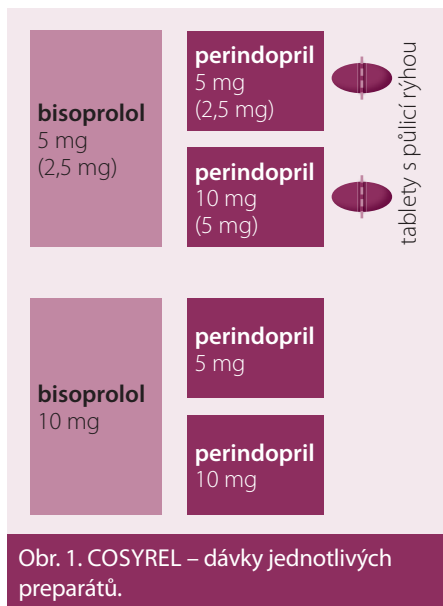 bisoprolol
5 mg
(2,5 mg)
perindopril
5 mg
(2,5 mg)
perindopril
10 mg
(5 mg)
tablety s půlicí rýhou
bisoprolol
10 mg
perindopril
5 mg
perindopril
10 mg
Obr. 1. COSYREL – dávky jednotlivých
preparátů.